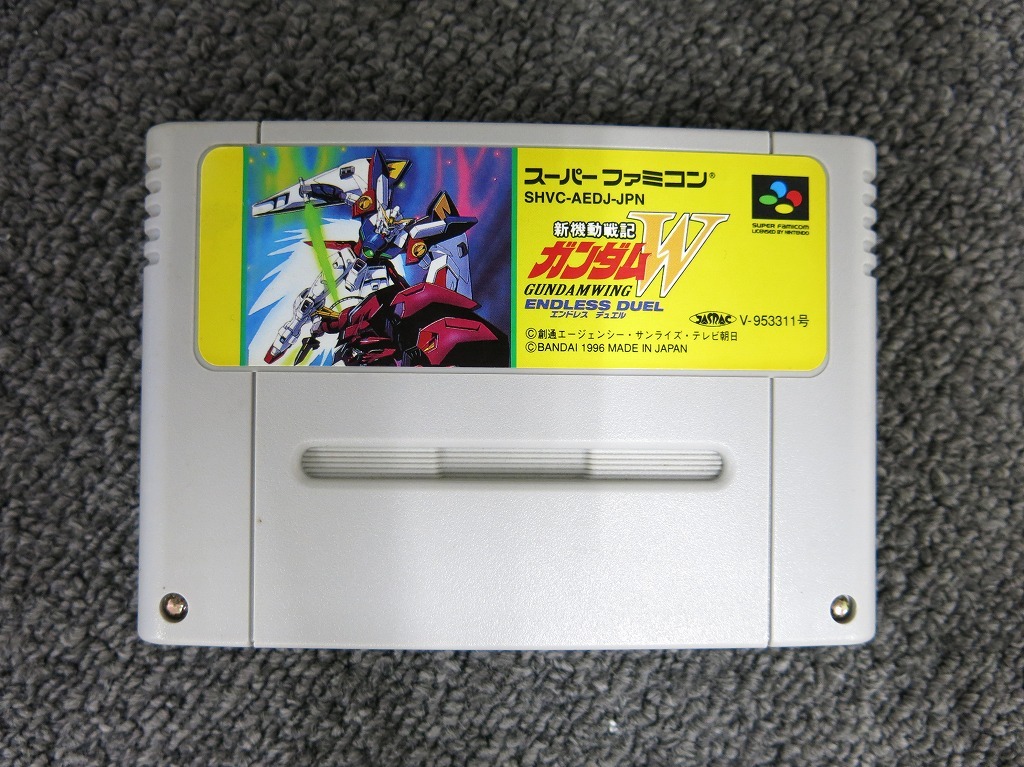 スーパーファミコン®
SHVC-AEDJ-JPN
SUPER FAMICOM
LICENSED BY NINTENDO
新機動戦記
ガンダムW
GUNDAMWING
ENDLESS DUEL
エンドレス デュエル
JASRAC V-953311号
©創通エージェンシー・サンライズ・テレビ朝日
©BANDAI 1996 MADE IN JAPAN